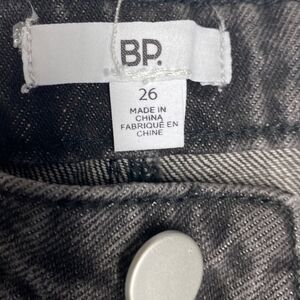 BP.
26
MADE IN
CHINA
FABRIQUÉ EN
CHINE